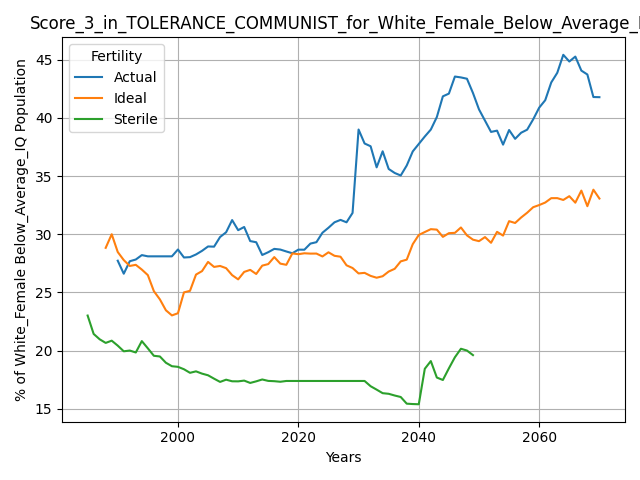 Score_3_in_TOLERANCE_COMMUNIST_for_White_Female_Below_Average_
Fertility
Actual
Ideal
Sterile
% of White_Female Below_Average_IQ Population
45
40
35
30
25
20
15
2000
2020
2040
2060
Years